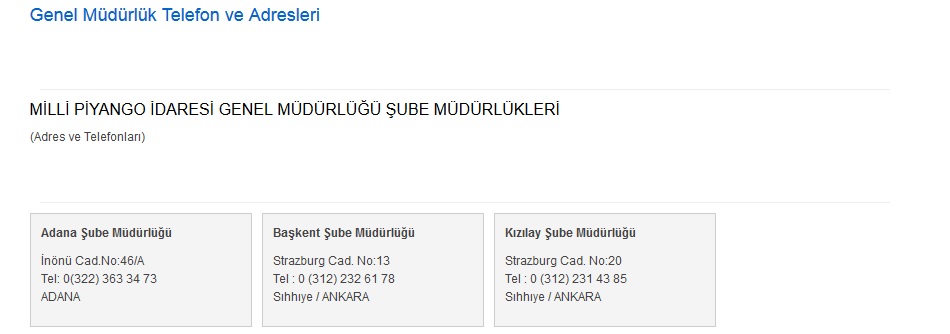 Genel Müdürlük Telefon ve Adresleri
MİLLİ PİYANGO İDARESİ GENEL MÜDÜRLÜĞÜ ŞUBE MÜDÜRLÜKLERİ
(Adres ve Telefonları)
Adana Şube Müdürlüğü
İnönü Cad.No:46/A
Tel: 0(322) 363 34 73
ADANA
Başkent Şube Müdürlüğü
Strazburg Cad. No:13
Tel : 0 (312) 232 61 78
Sıhhıye / ANKARA
Kızılay Şube Müdürlüğü
Strazburg Cad. No:20
Tel : 0 (312) 231 43 85
Sıhhıye / ANKARA